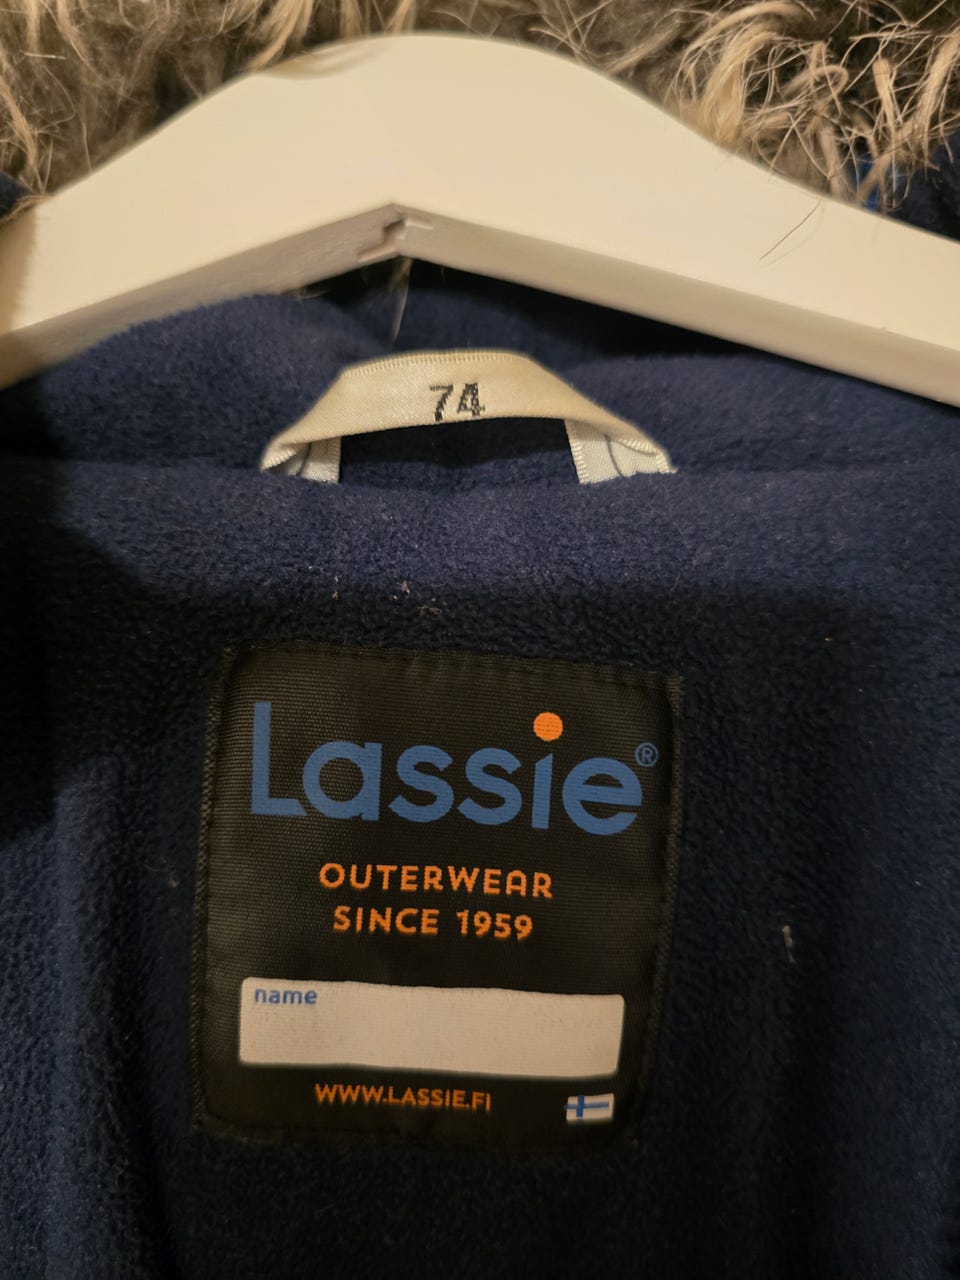 74
Lassie®
OUTERWEAR
SINCE 1959
name
WWW.LASSIE.FI